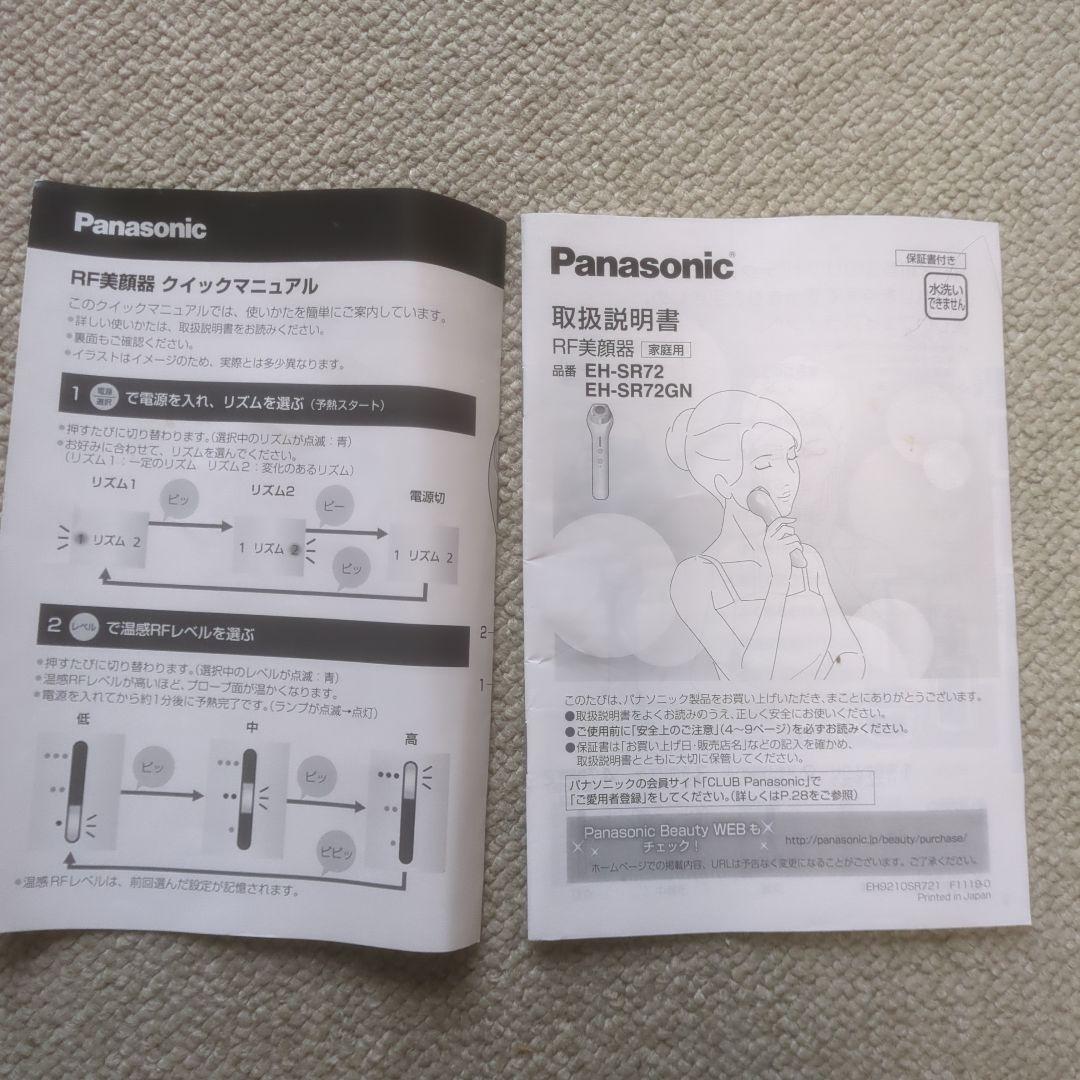 Panasonic
RF美顔器 クイックマニュアル
このクイックマニュアルでは、使いかたを簡単にご案内しています。
●詳しい使いかたは、取扱説明書をお読みください。
●裏面もご確認ください。
●イラストはイメージのため、実際とは多少異なります。
1 電源 選択 で電源を入れ、リズムを選ぶ（予熱スタート）
●押すたびに切り替わります。（選択中のリズムが点滅：青）
●お好みに合わせて、リズムを選んでください。
（リズム1：一定のリズム リズム2：変化のあるリズム）
リズム1 ピッ リズム2 ピー 電源切
1 リズム 2 1 リズム 2 ピッ 1 リズム 2
2 レベル で温感RFレベルを選ぶ
●押すたびに切り替わります。（選択中のレベルが点滅：青）
●温感RFレベルが高いほど、プローブ面が温かくなります。
●電源を入れてから約1分後に予熱完了です。（ランプが点滅→点灯）
低 中 高
ピッ ピッ
ピピッ
●温感RFレベルは、前回選んだ設定が記憶されます。
2
1
Panasonic®
保証書付き
水洗い
できません
取扱説明書
RF美顔器 家庭用
品番 EH-SR72
EH-SR72GN
このたびは、パナソニック製品をお買い上げいただき、まことにありがとうございます。
●取扱説明書をよくお読みのうえ、正しく安全にお使いください。
●ご使用前に「安全上のご注意」（4〜9ページ）を必ずお読みください。
●保証書は「お買い上げ日・販売店名」などの記入を確かめ、
取扱説明書とともに大切に保管してください。
パナソニックの会員サイト「CLUB Panasonic」で
「ご愛用者登録」をしてください。（詳しくはP.28をご参照）
Panasonic Beauty WEBも
チェック！
http://panasonic.jp/beauty/purchase/
ホームページでの掲載内容、URLは予告なく変更になることがございます。ご了承ください。
EH9210SR721 F1119-0
Printed in Japan